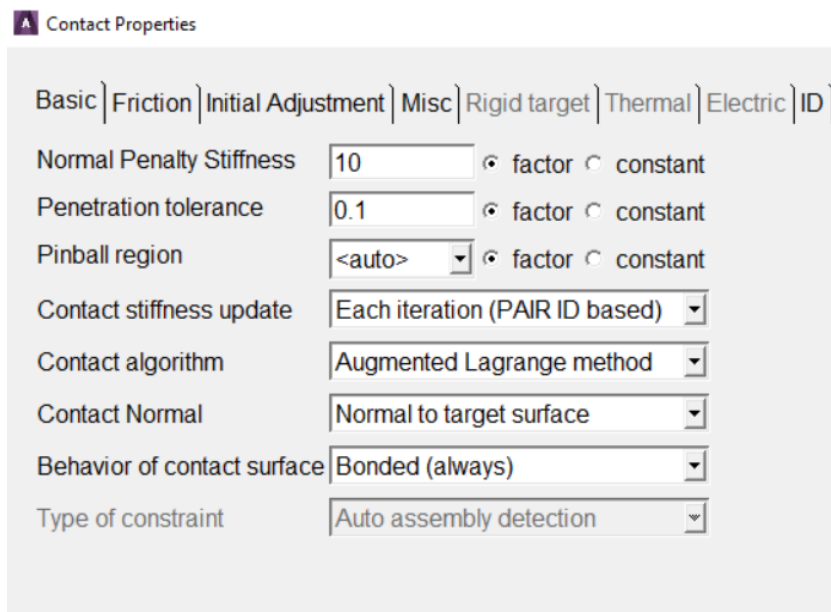 A Contact Properties
Basic Friction Initial Adjustment Misc Rigid target Thermal Electric ID
Normal Penalty Stiffness 10 factor constant
Penetration tolerance 0.1 factor constant
Pinball region <auto> factor constant
Contact stiffness update Each iteration (PAIR ID based)
Contact algorithm Augmented Lagrange method
Contact Normal Normal to target surface
Behavior of contact surface Bonded (always)
Type of constraint Auto assembly detection